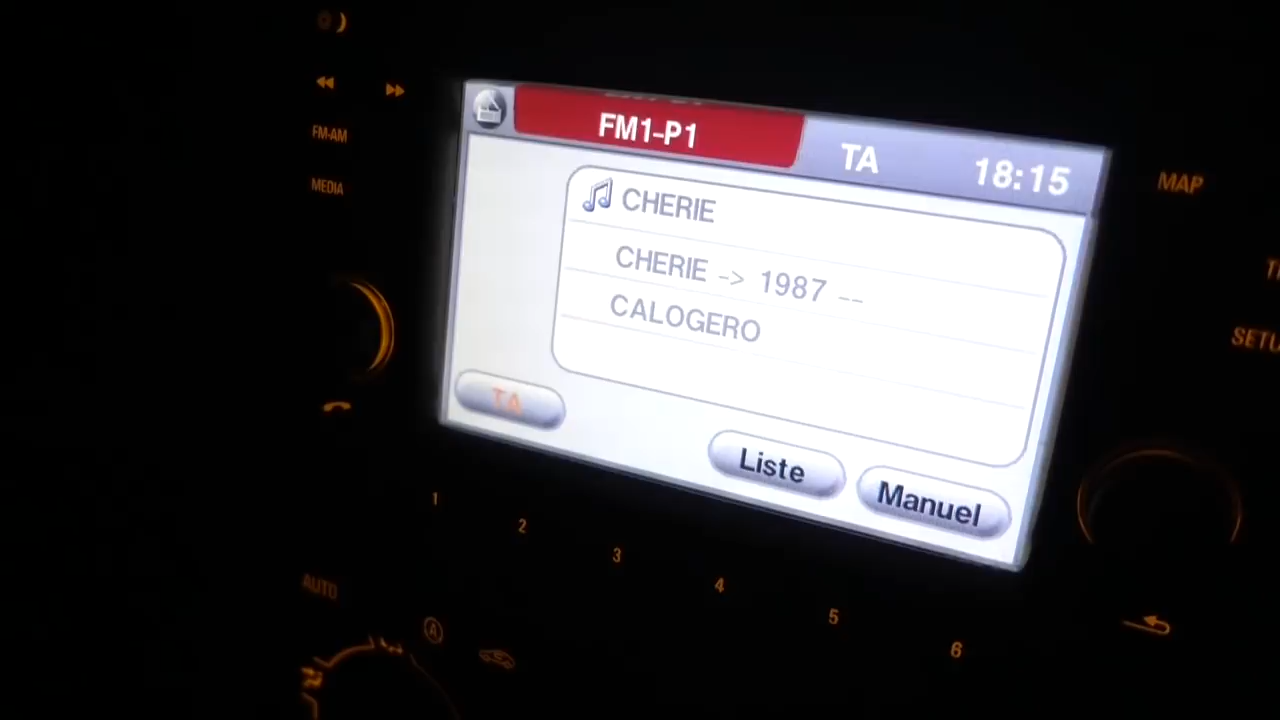 FM1-P1
TA
18:15
CHERIE
CHERIE -> 1987 --
CALOGERO
TA
Liste
Manuel
FM-AM
MEDIA
MAP
1
2
3
4
5
6
AUTO
A